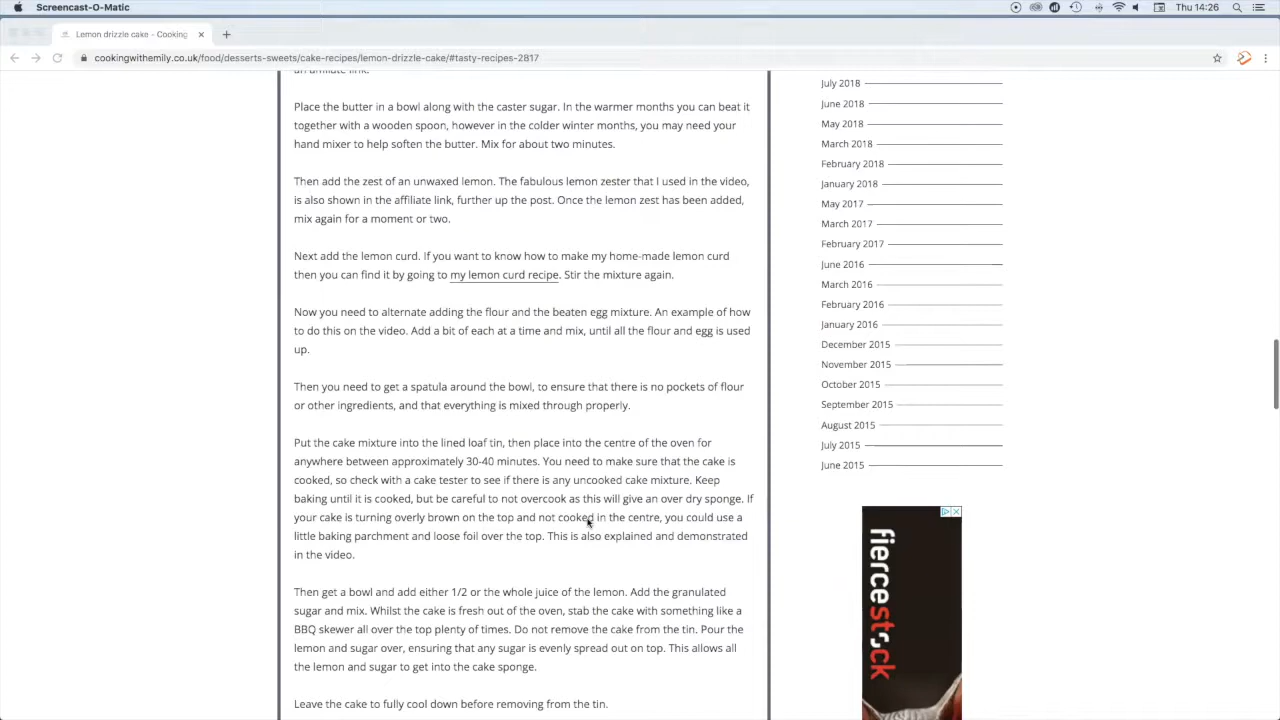 Screencast-O-Matic
Thu 14:26
Lemon drizzle cake - Cooking
cookingwithemily.co.uk/food/desserts-sweets/cake-recipes/lemon-drizzle-cake/#tasty-recipes-2817
an affiliate link.
Place the butter in a bowl along with the caster sugar. In the warmer months you can beat it
together with a wooden spoon, however in the colder winter months, you may need your
hand mixer to help soften the butter. Mix for about two minutes.
Then add the zest of an unwaxed lemon. The fabulous lemon zester that I used in the video,
is also shown in the affiliate link, further up the post. Once the lemon zest has been added,
mix again for a moment or two.
Next add the lemon curd. If you want to know how to make my home-made lemon curd
then you can find it by going to my lemon curd recipe. Stir the mixture again.
Now you need to alternate adding the flour and the beaten egg mixture. An example of how
to do this on the video. Add a bit of each at a time and mix, until all the flour and egg is used
up.
Then you need to get a spatula around the bowl, to ensure that there is no pockets of flour
or other ingredients, and that everything is mixed through properly.
Put the cake mixture into the lined loaf tin, then place into the centre of the oven for
anywhere between approximately 30-40 minutes. You need to make sure that the cake is
cooked, so check with a cake tester to see if there is any uncooked cake mixture. Keep
baking until it is cooked, but be careful to not overcook as this will give an over dry sponge. If
your cake is turning overly brown on the top and not cooked in the centre, you could use a
little baking parchment and loose foil over the top. This is also explained and demonstrated
in the video.
Then get a bowl and add either 1/2 or the whole juice of the lemon. Add the granulated
sugar and mix. Whilst the cake is fresh out of the oven, stab the cake with something like a
BBQ skewer all over the top plenty of times. Do not remove the cake from the tin. Pour the
lemon and sugar over, ensuring that any sugar is evenly spread out on top. This allows all
the lemon and sugar to get into the cake sponge.
Leave the cake to fully cool down before removing from the tin.
July 2018
June 2018
May 2018
March 2018
February 2018
January 2018
May 2017
March 2017
February 2017
June 2016
March 2016
February 2016
January 2016
December 2015
November 2015
October 2015
September 2015
August 2015
July 2015
June 2015
fiercest;ck